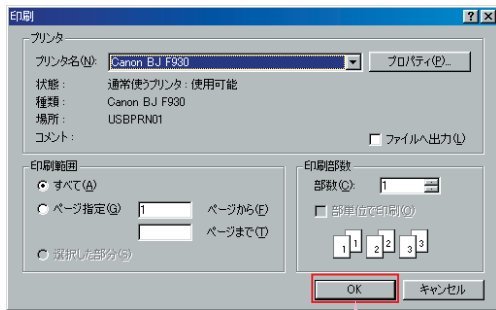 印刷
プリンタ
プリンタ名(N): Canon BJ F930 プロパティ(P)...
状態 : 通常使うプリンタ : 使用可能
種類 : Canon BJ F930
場所 : USBPRN01
コメント : ファイルへ出力(L)
印刷範囲
すべて(A)
ページ指定(G) 1 ページから(F)
ページまで(T)
選択した部分(S)
印刷部数
部数(C): 1
部単位で印刷(O)
1 1 2 2 3 3
OK キャンセル